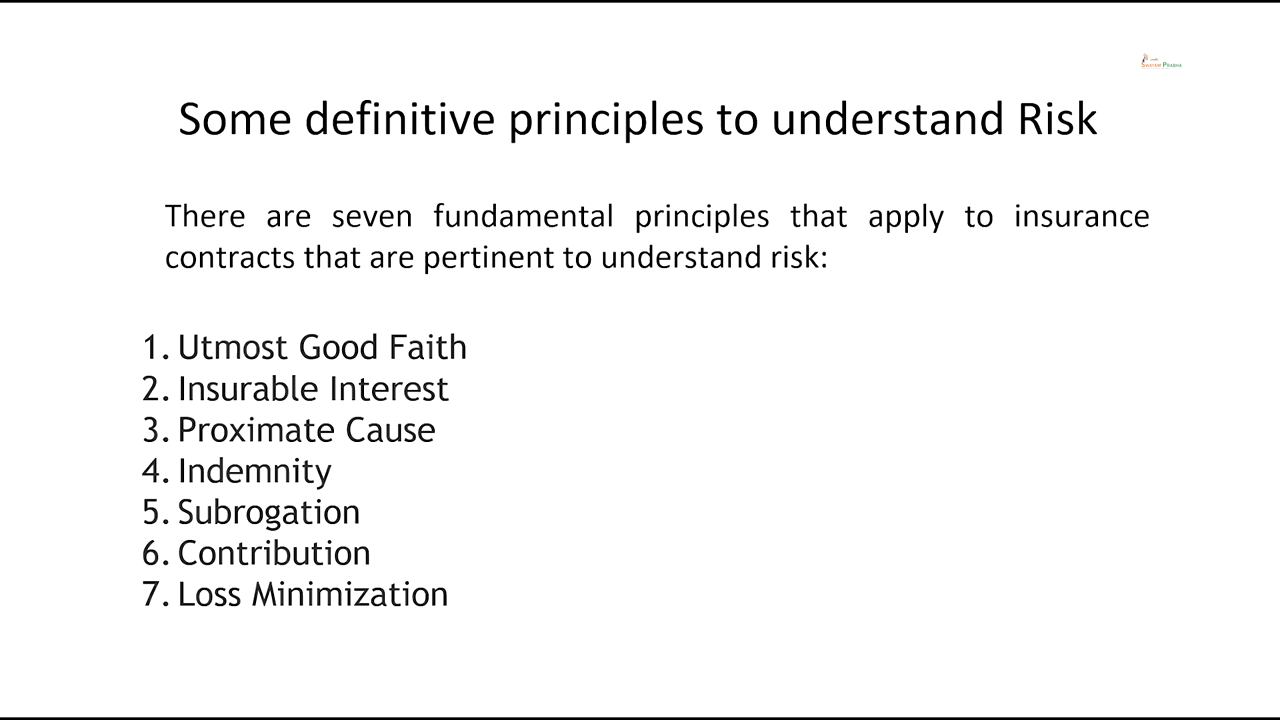 Swayam Prabha
Some definitive principles to understand Risk
There are seven fundamental principles that apply to insurance
contracts that are pertinent to understand risk:
1. Utmost Good Faith
2. Insurable Interest
3. Proximate Cause
4. Indemnity
5. Subrogation
6. Contribution
7. Loss Minimization